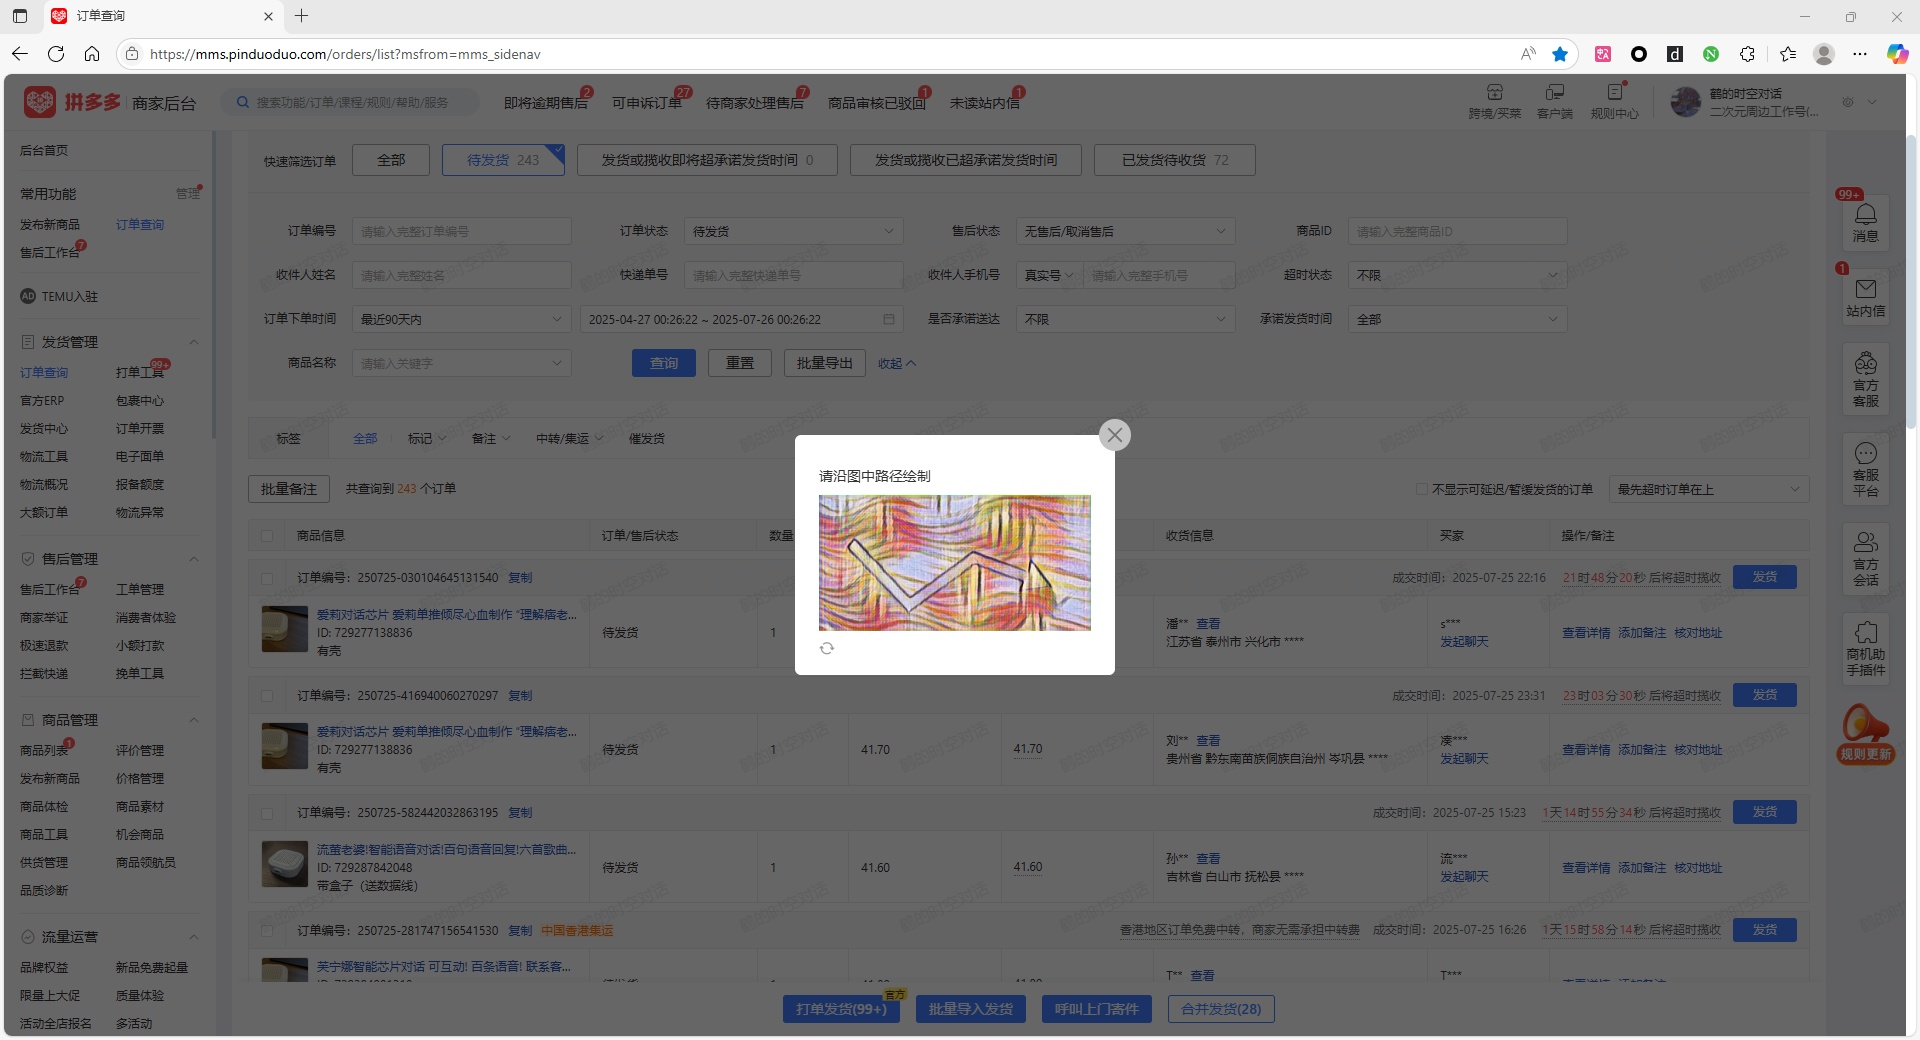 订单查询
https://mms.pinduoduo.com/orders/list?msfrom=mms_sidenav
拼多多 商家后台
搜索功能/订单/课程/规则/帮助/服务
即将逾期售后 2
可申诉订单 27
待商家处理售后 7
商品审核已驳回 1
未读站内信 1
跨境/买菜
客户端
规则中心
鹤的时空对话
二次元周边工作号(...
后台首页
常用功能 管理
发布新商品 订单查询
售后工作台 7
AD TEMU入驻
发货管理
订单查询 打单工具 99+
官方ERP 包裹中心
发货中心 订单开票
物流工具 电子面单
物流概况 报备额度
大额订单 物流异常
售后管理
售后工作台 7 工单管理
商家举证 消费者体验
极速退款 小额打款
拦截快递 挽单工具
商品管理
商品列表 1 评价管理
发布新商品 价格管理
商品体检 商品素材
商品工具 机会商品
供货管理 商品领航员
品质诊断
流量运营
品牌权益 新品免费起量
限量上大促 质量体验
活动全店报名 多活动
快速筛选订单 全部 待发货 243 发货或揽收即将超承诺发货时间 0 发货或揽收已超承诺发货时间 已发货待收货 72
订单编号 请输入完整订单编号 订单状态 待发货 售后状态 无售后/取消售后 商品ID 请输入完整商品ID
收件人姓名 请输入完整姓名 快递单号 请输入完整快递单号 收件人手机号 真实号 请输入完整手机号 超时状态 不限
订单下单时间 最近90天内 2025-04-27 00:26:22 ~ 2025-07-26 00:26:22 是否承诺送达 不限 承诺发货时间 全部
商品名称 请输入关键字 查询 重置 批量导出 收起
标签 全部 标记 备注 中转/集运 催发货
批量备注 共查询到 243 个订单 不显示可延迟/暂缓发货的订单 最先超时订单在上
商品信息 订单/售后状态 数量 收货信息 买家 操作/备注
订单编号：250725-030104645131540 复制 成交时间：2025-07-25 22:16 21时48分20秒 后将超时揽收 发货
爱莉对话芯片 爱莉单推倾尽心血制作 “理解痞老...
ID: 729277138836
有壳
待发货 1
潘** 查看
江苏省 泰州市 兴化市 ****
s***
发起聊天
查看详情 添加备注 核对地址
订单编号：250725-416940060270297 复制 成交时间：2025-07-25 23:31 23时03分30秒 后将超时揽收 发货
爱莉对话芯片 爱莉单推倾尽心血制作 “理解痞老...
ID: 729277138836
有壳
待发货 1 41.70 41.70
刘** 查看
贵州省 黔东南苗族侗族自治州 岑巩县 ****
凑***
发起聊天
查看详情 添加备注 核对地址
订单编号：250725-582442032863195 复制 成交时间：2025-07-25 15:23 1天14时55分34秒 后将超时揽收 发货
流萤老婆!智能语音对话!百句语音回复!六首歌曲...
ID: 729287842048
带盒子（送数据线）
待发货 1 41.60 41.60
孙** 查看
吉林省 白山市 抚松县 ****
流***
发起聊天
查看详情 添加备注 核对地址
订单编号：250725-281747156541530 复制 中国香港集运 香港地区订单免费中转，商家无需承担中转费 成交时间：2025-07-25 16:26 1天15时58分14秒 后将超时揽收 发货
芙宁娜智能芯片对话 可互动! 百条语音! 联系客...
T** 查看
T***
打单发货(99+) 官方
批量导入发货
呼叫上门寄件
合并发货(28)
请沿图中路径绘制
99+
消息
1
站内信
官方
客服
客服
平台
官方
会话
商机助
手插件
规则更新
鹤的时空对话